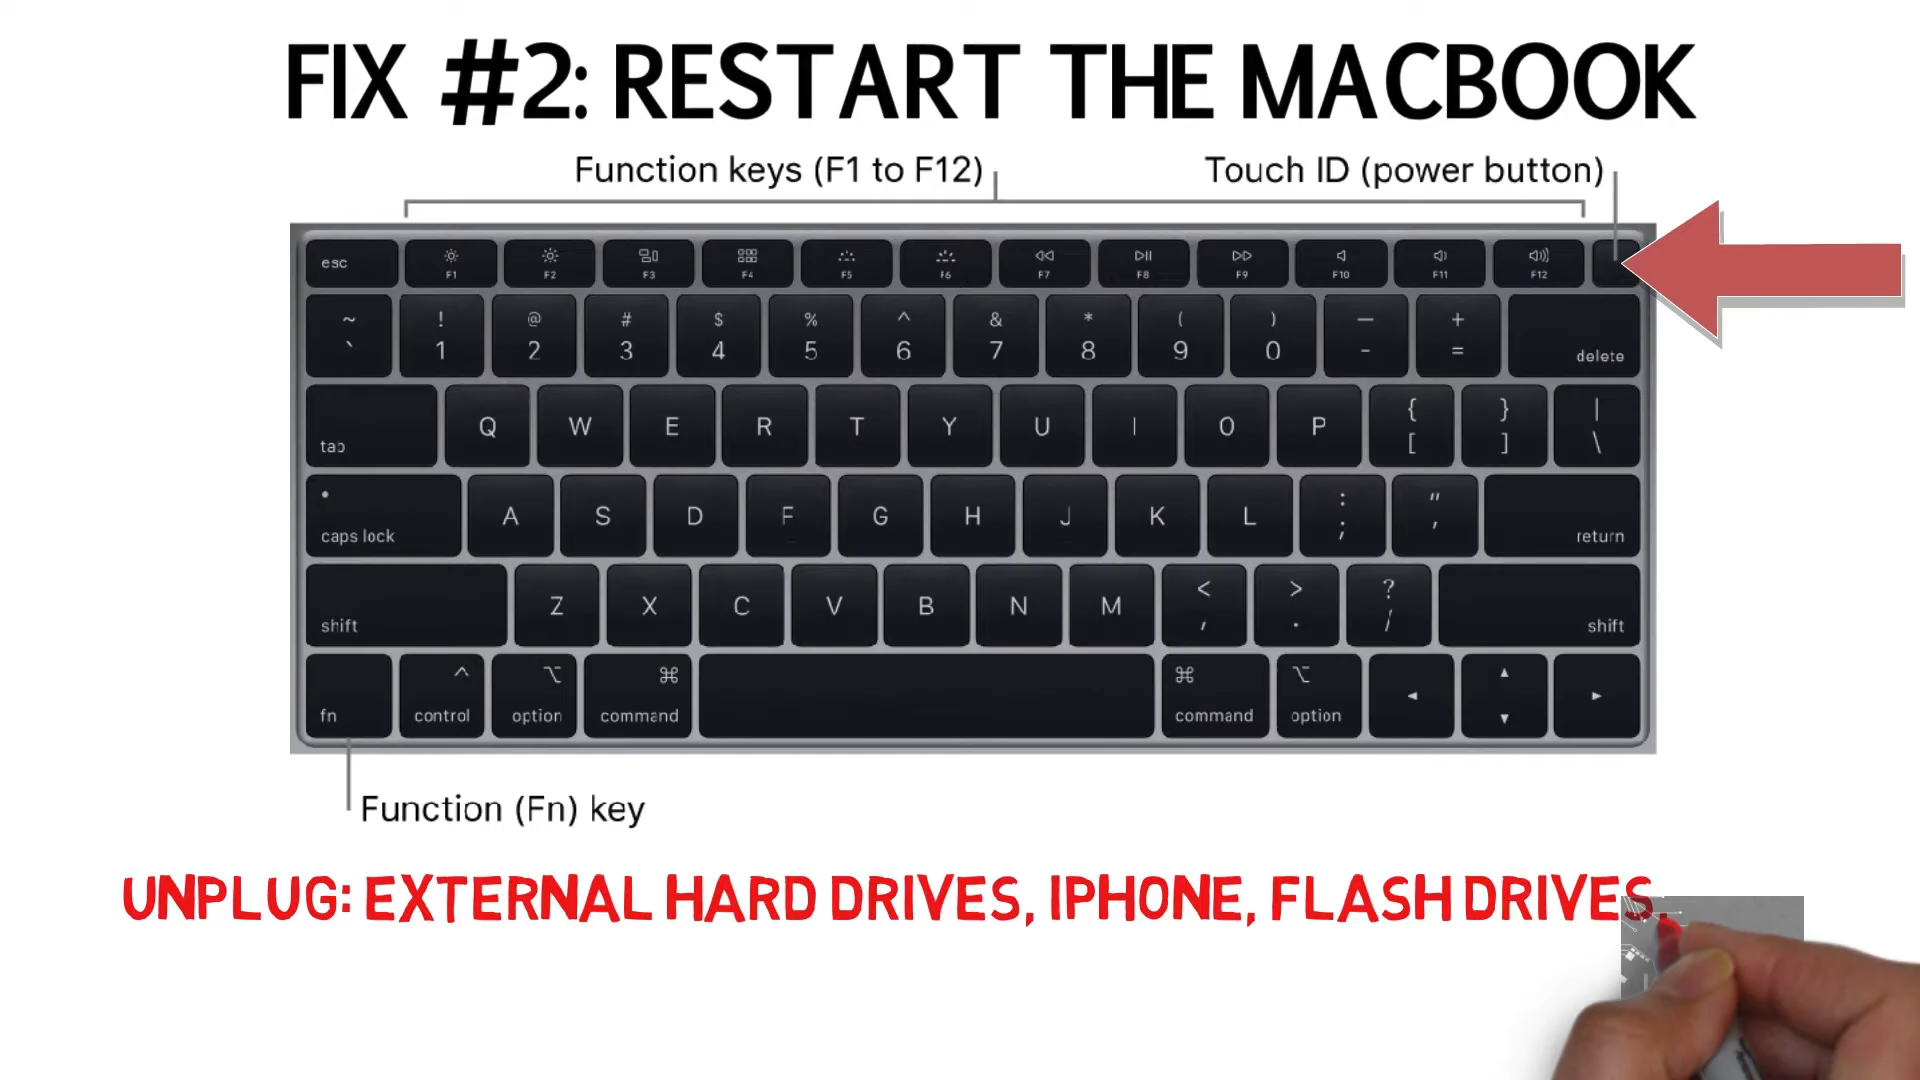 FIX #2: RESTART THE MACBOOK
Function keys (F1 to F12) Touch ID (power button)
esc F1 F2 F3 F4 F5 F6 F7 F8 F9 F10 F11 F12
~ ! @ # $ % ^ & * ( ) — +
` 1 2 3 4 5 6 7 8 9 0 - = delete
tab Q W E R T Y U I O P { [ } ] | \
caps lock A S D F G H J K L : ; " ' return
shift Z X C V B N M < , > . ? / shift
fn control option command command option
Function (Fn) key
UNPLUG: EXTERNAL HARD DRIVES, IPHONE, FLASH DRIVES,